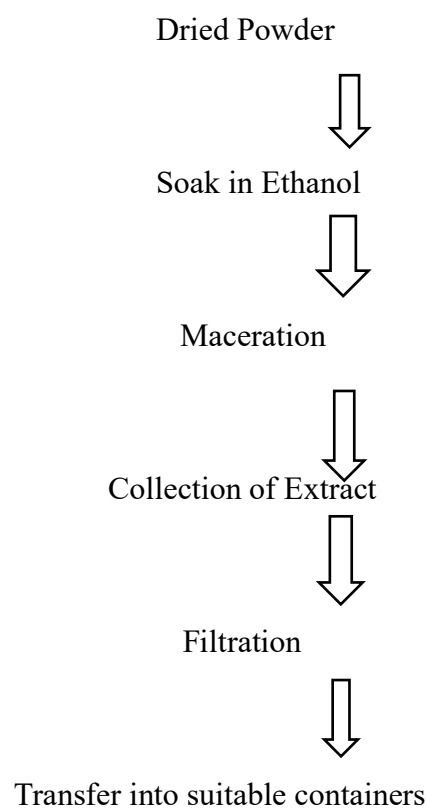 Dried Powder
Soak in Ethanol
Maceration
Collection of Extract
Filtration
Transfer into suitable containers